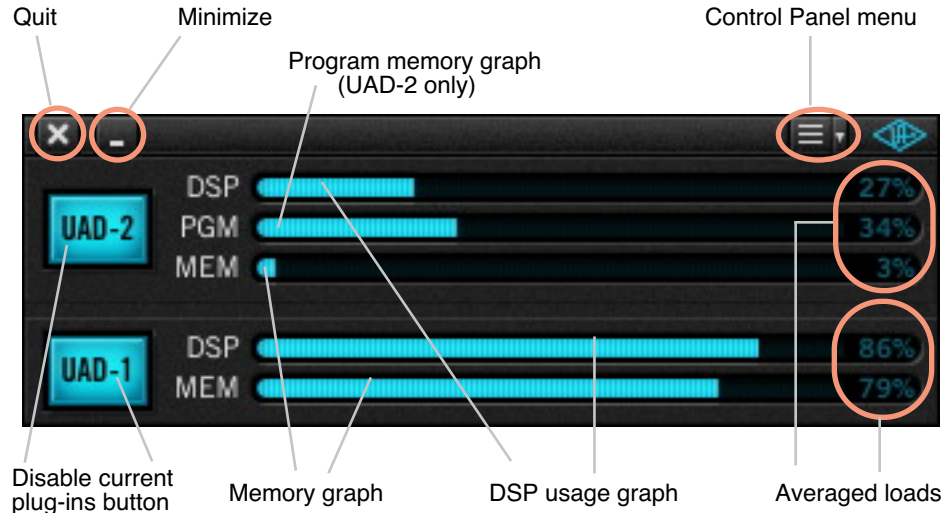 Quit
Minimize
Control Panel menu
Program memory graph
(UAD-2 only)
UAD-2
DSP
27%
PGM
34%
MEM
3%
UAD-1
DSP
86%
MEM
79%
Disable current
plug-ins button
Memory graph
DSP usage graph
Averaged loads